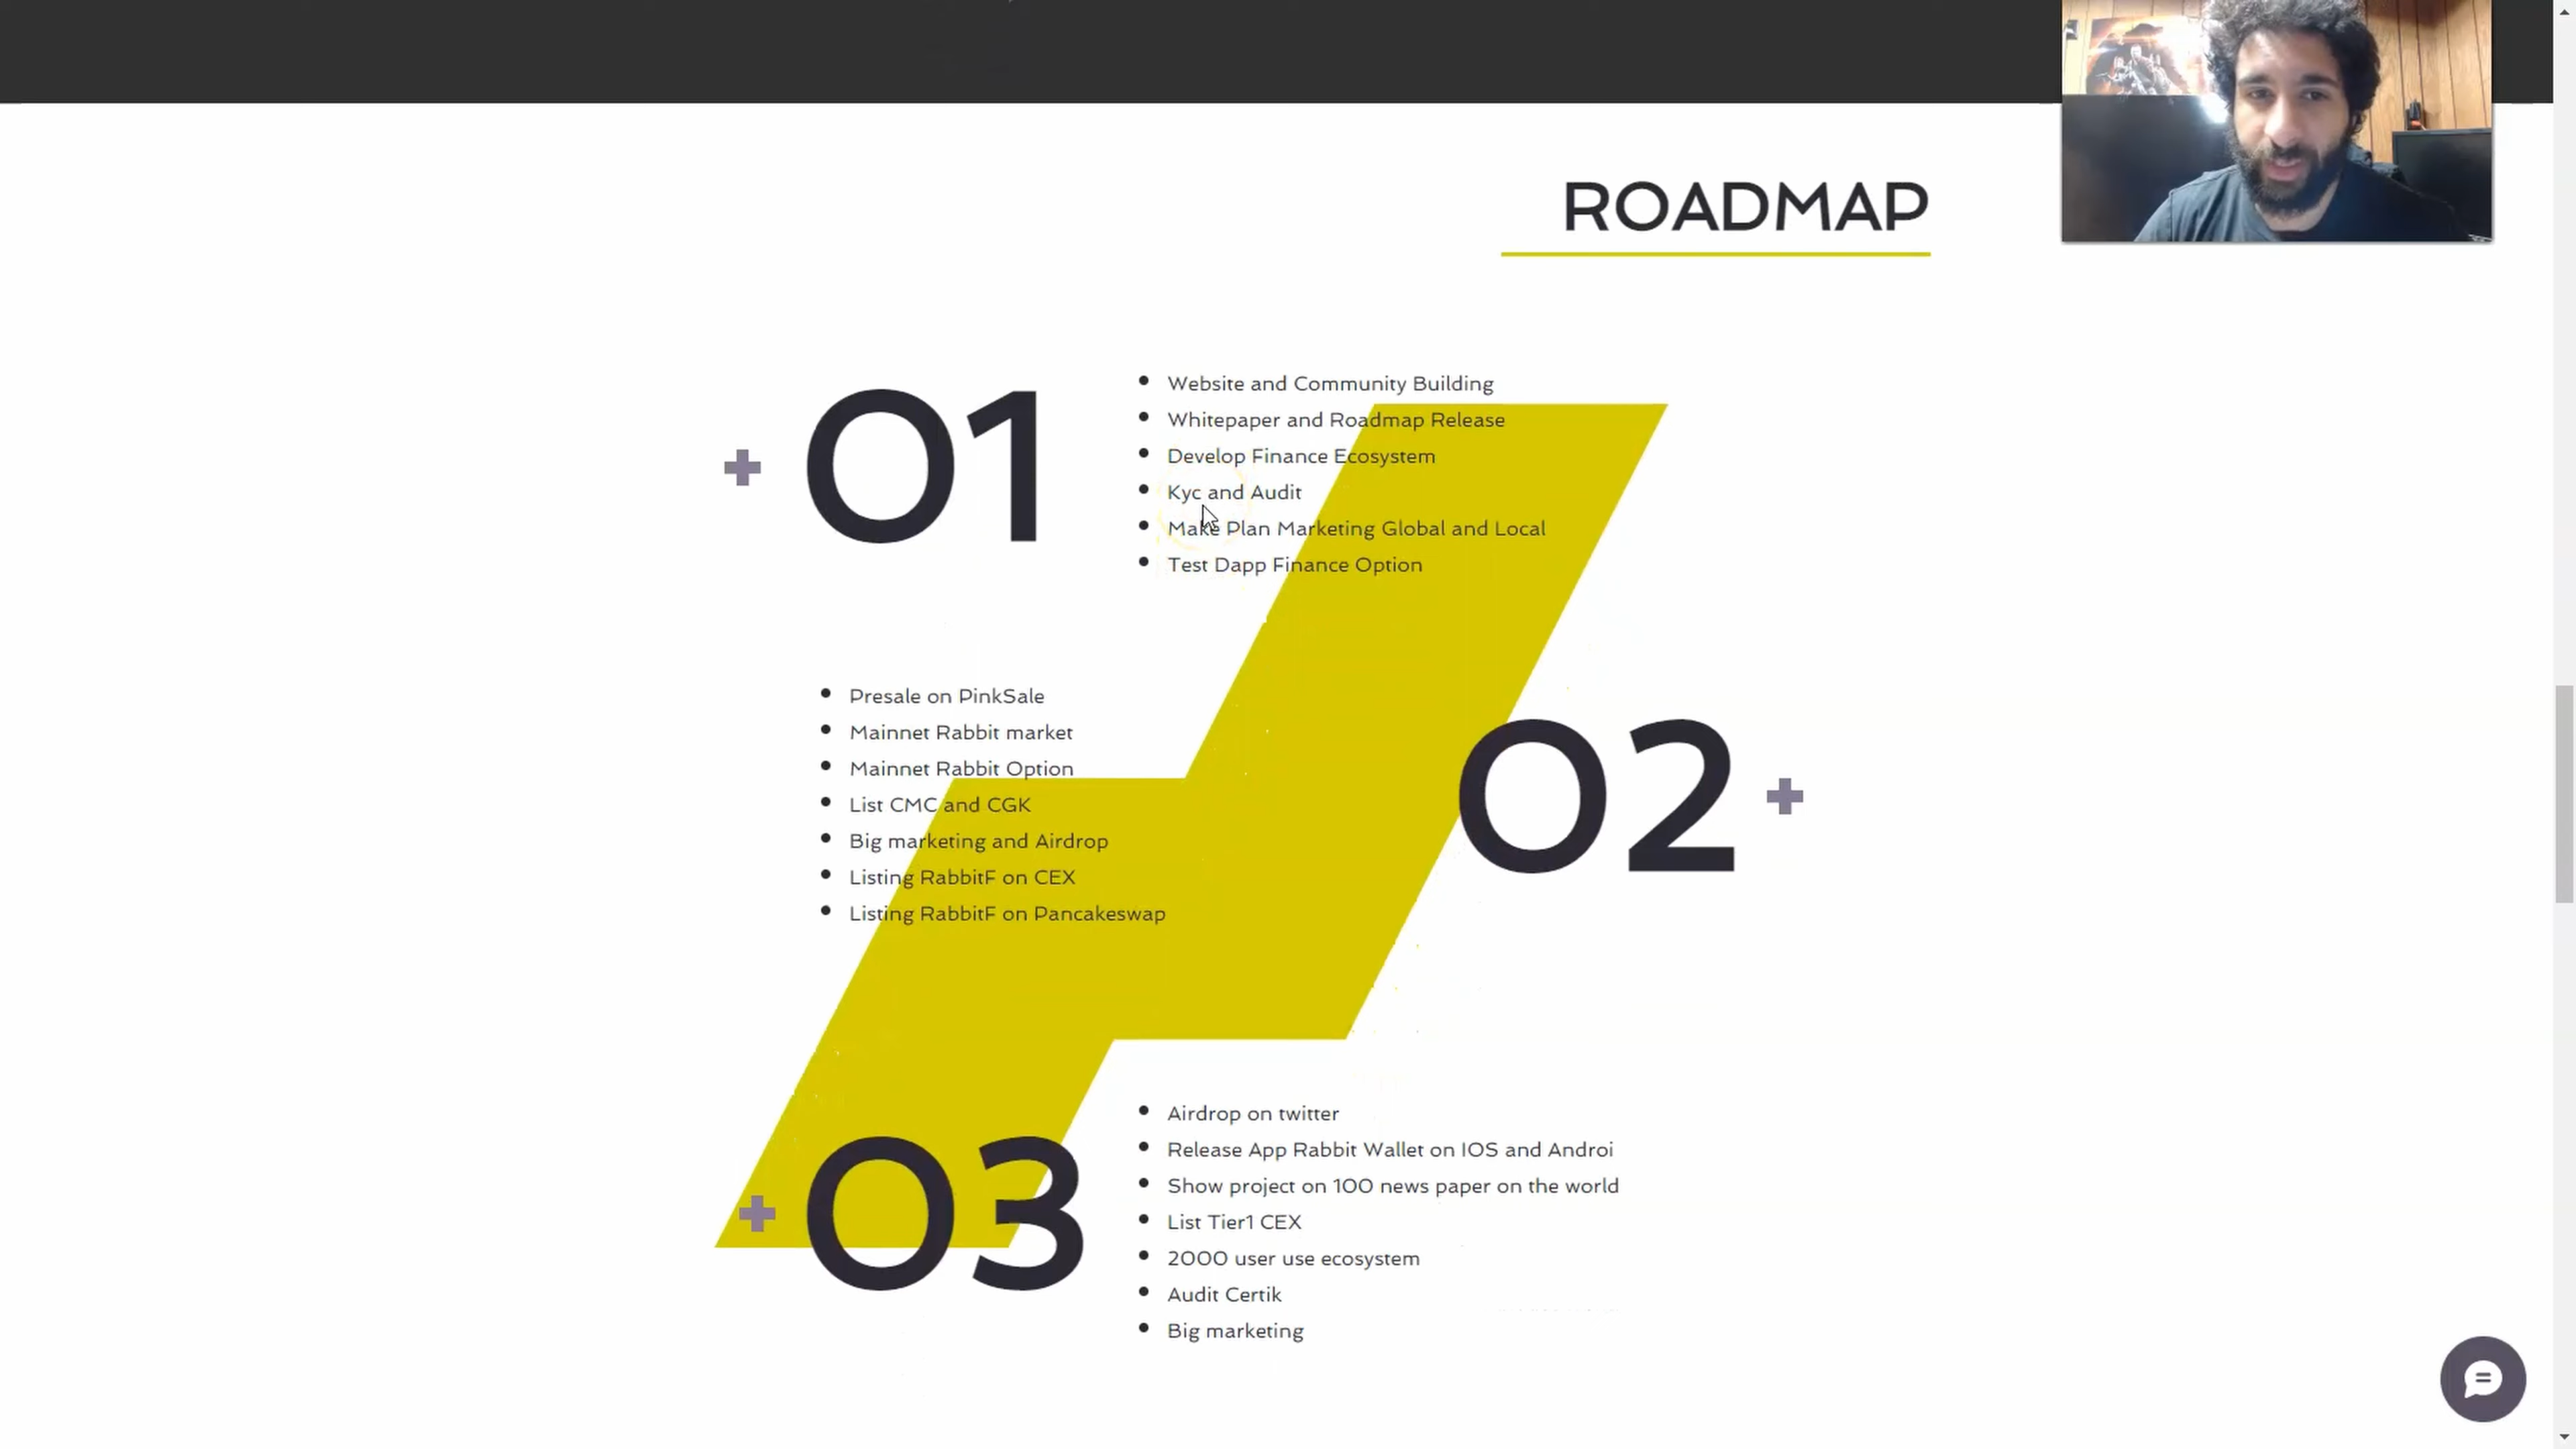 ROADMAP
01
Website and Community Building
Whitepaper and Roadmap Release
Develop Finance Ecosystem
Kyc and Audit
Make Plan Marketing Global and Local
Test Dapp Finance Option
Presale on PinkSale
Mainnet Rabbit market
Mainnet Rabbit Option
List CMC and CGK
Big marketing and Airdrop
Listing RabbitF on CEX
Listing RabbitF on Pancakeswap
02
03
Airdrop on twitter
Release App Rabbit Wallet on IOS and Androi
Show project on 100 news paper on the world
List Tier1 CEX
2000 user use ecosystem
Audit Certik
Big marketing